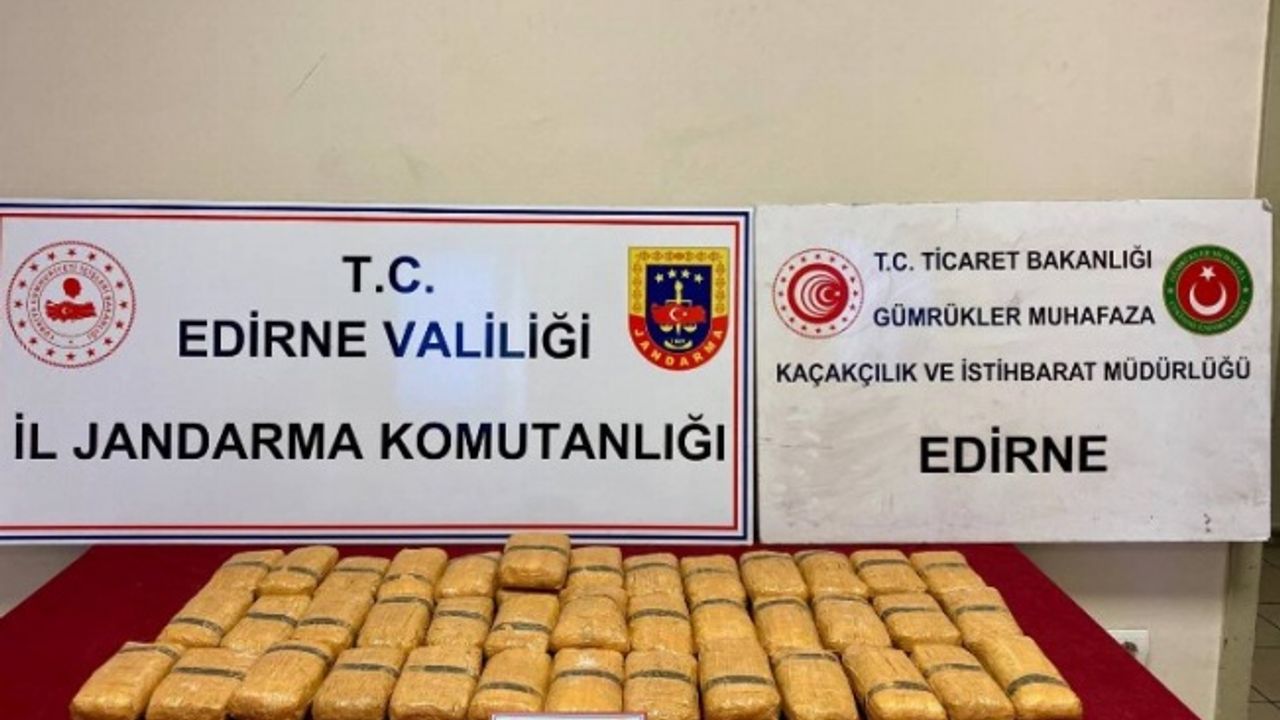 T.C.
EDİRNE VALİLİĞİ
İL JANDARMA KOMUTANLIĞI
JANDARMA
T.C. TİCARET BAKANLIĞI
GÜMRÜKLER MUHAFAZA
KAÇAKÇILIK VE İSTİHBARAT MÜDÜRLÜĞÜ
EDİRNE